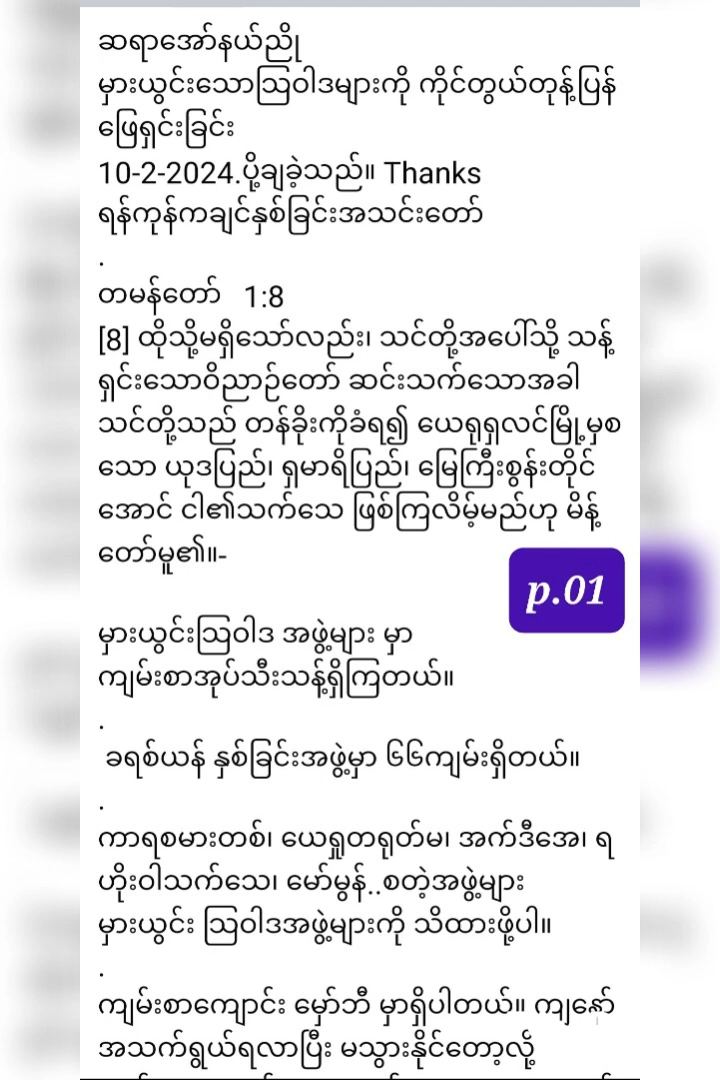 ဆရာအော်နယ်ညို
မှားယွင်းသောဩဝါဒများကို ကိုင်တွယ်တုန့်ပြန်
ဖြေရှင်းခြင်း
10-2-2024.ပို့ချခဲ့သည်။ Thanks
ရန်ကုန်ကချင်နှစ်ခြင်းအသင်းတော်
.
တမန်တော် 1:8
[8] ထိုသို့မရှိသော်လည်း၊ သင်တို့အပေါ်သို့ သန့်
ရှင်းသောဝိညာဉ်တော် ဆင်းသက်သောအခါ
သင်တို့သည် တန်ခိုးကိုခံရ၍ ယေရုရှလင်မြို့မှစ
သော ယုဒပြည်၊ ရှမာရိပြည်၊ မြေကြီးစွန်းတိုင်
အောင် ငါ၏သက်သေ ဖြစ်ကြလိမ့်မည်ဟု မိန့်
တော်မူ၏။-
p.01
မှားယွင်းဩဝါဒ အဖွဲ့များ မှာ
ကျမ်းစာအုပ်သီးသန့်ရှိကြတယ်။
.
ခရစ်ယန် နှစ်ခြင်းအဖွဲ့မှာ ၆၆ကျမ်းရှိတယ်။
.
ကာရစမားတစ်၊ ယေရှူတရုတ်မ၊ အက်ဒီအေ၊ ရ
ဟိုးဝါသက်သေ၊ မော်မွန်..စတဲ့အဖွဲ့များ
မှားယွင်း ဩဝါဒအဖွဲ့များကို သိထားဖို့ပါ။
.
ကျမ်းစာကျောင်း မှော်ဘီ မှာရှိပါတယ်။ ကျနော်
အသက်ရွယ်ရလာပြီး မသွားနိုင်တော့လို့